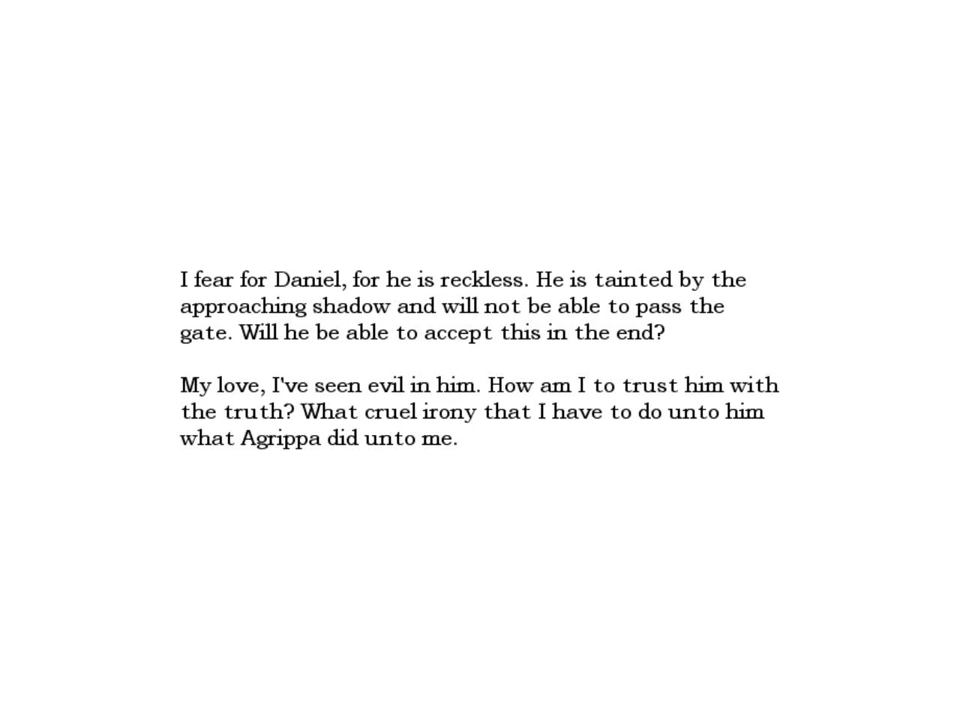 I fear for Daniel, for he is reckless. He is tainted by the
approaching shadow and will not be able to pass the
gate. Will he be able to accept this in the end?
My love, I've seen evil in him. How am I to trust him with
the truth? What cruel irony that I have to do unto him
what Agrippa did unto me.